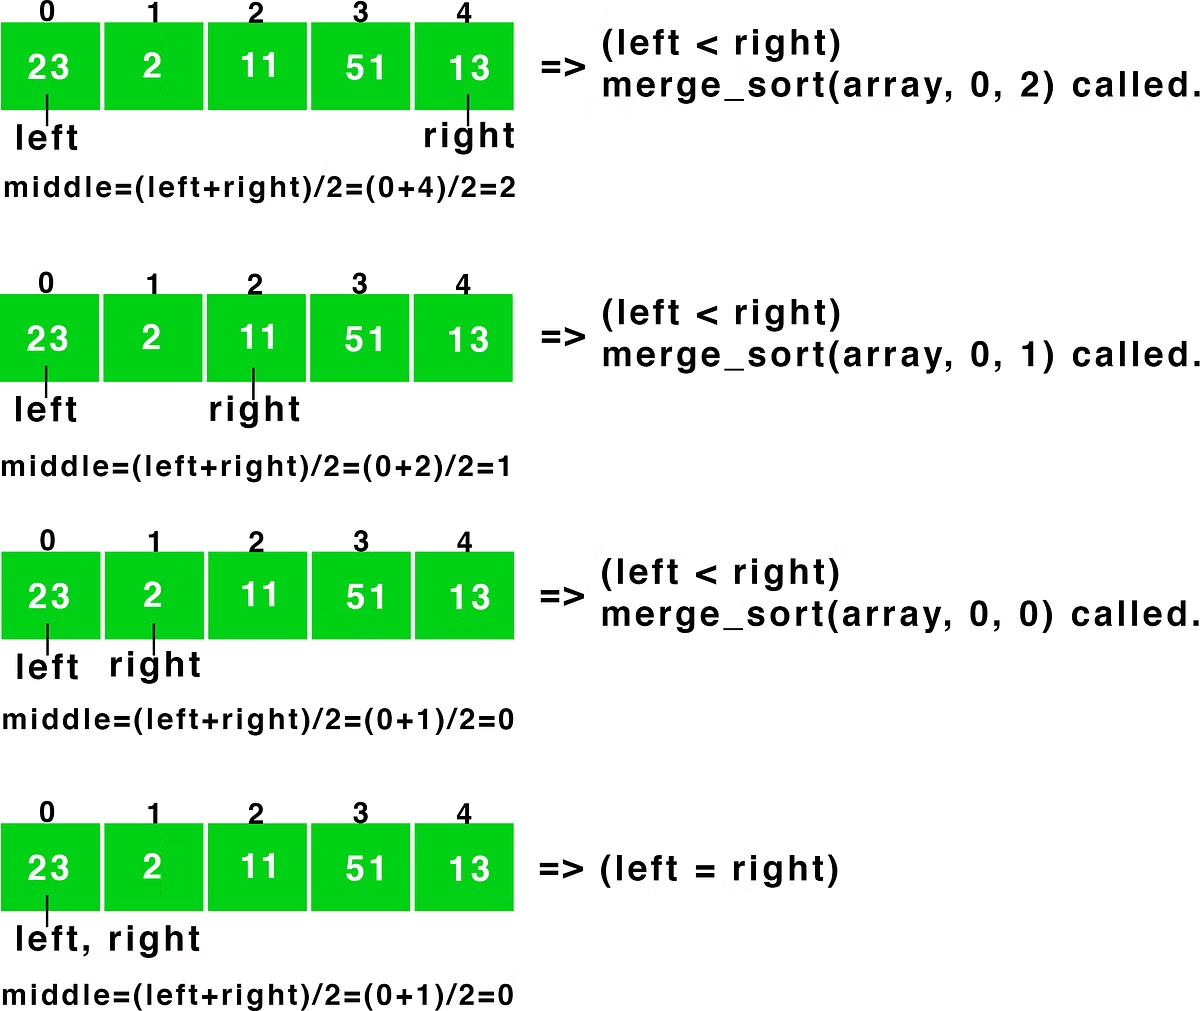 0 1 2 3 4
23 2 11 51 13
left right
middle=(left+right)/2=(0+4)/2=2
=> (left < right)
merge_sort(array, 0, 2) called.
0 1 2 3 4
23 2 11 51 13
left right
middle=(left+right)/2=(0+2)/2=1
=> (left < right)
merge_sort(array, 0, 1) called.
0 1 2 3 4
23 2 11 51 13
left right
middle=(left+right)/2=(0+1)/2=0
=> (left < right)
merge_sort(array, 0, 0) called.
0 1 2 3 4
23 2 11 51 13
left, right
middle=(left+right)/2=(0+1)/2=0
=> (left = right)